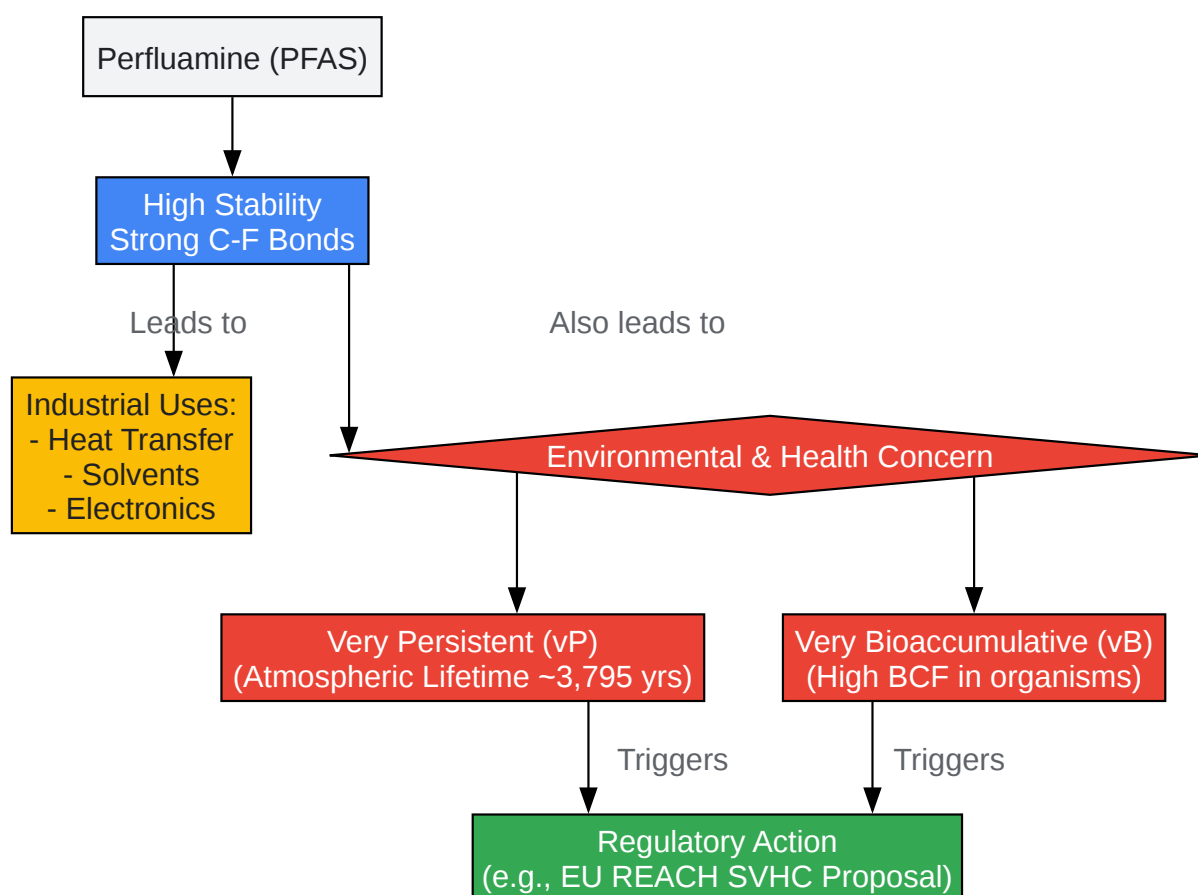 Perfluamine (PFAS)
High Stability
Strong C-F Bonds
Leads to
Also leads to
Industrial Uses:
- Heat Transfer
- Solvents
- Electronics
Environmental & Health Concern
Very Persistent (vP)
(Atmospheric Lifetime ~3,795 yrs)
Very Bioaccumulative (vB)
(High BCF in organisms)
Triggers
Triggers
Regulatory Action
(e.g., EU REACH SVHC Proposal)